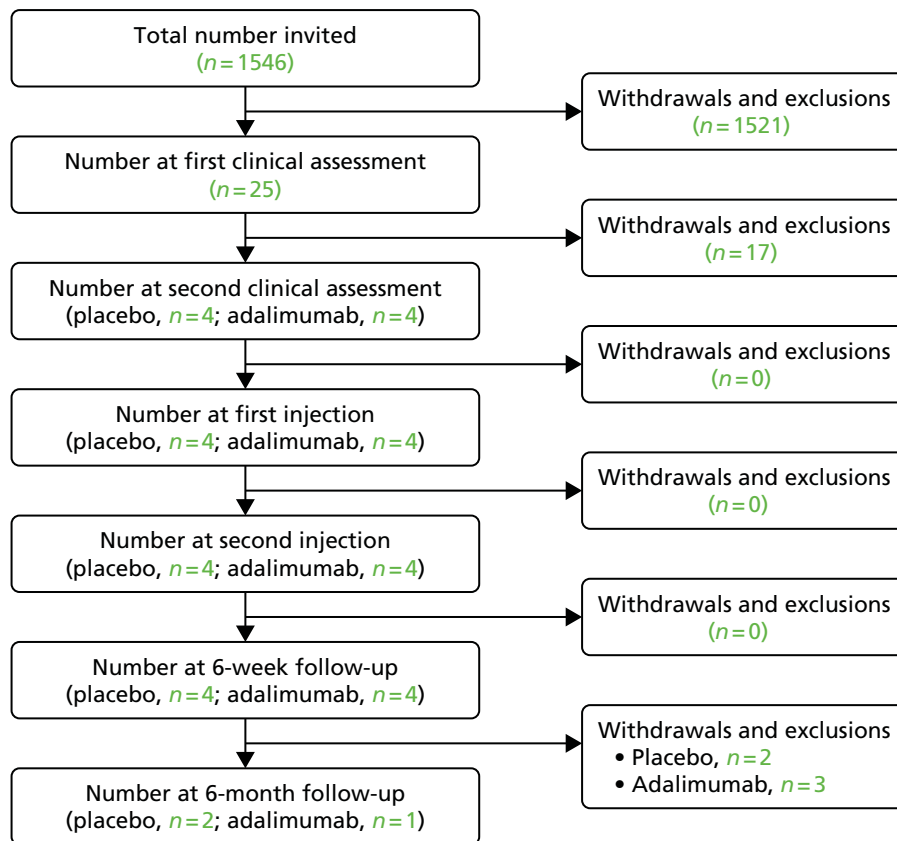 Total number invited
(n=1546)
Withdrawals and exclusions
(n=1521)
Number at first clinical assessment
(n=25)
Withdrawals and exclusions
(n=17)
Number at second clinical assessment
(placebo, n=4; adalimumab, n=4)
Withdrawals and exclusions
(n=0)
Number at first injection
(placebo, n=4; adalimumab, n=4)
Withdrawals and exclusions
(n=0)
Number at second injection
(placebo, n=4; adalimumab, n=4)
Withdrawals and exclusions
(n=0)
Number at 6-week follow-up
(placebo, n=4; adalimumab, n=4)
Withdrawals and exclusions
• Placebo, n=2
• Adalimumab, n=3
Number at 6-month follow-up
(placebo, n=2; adalimumab, n=1)